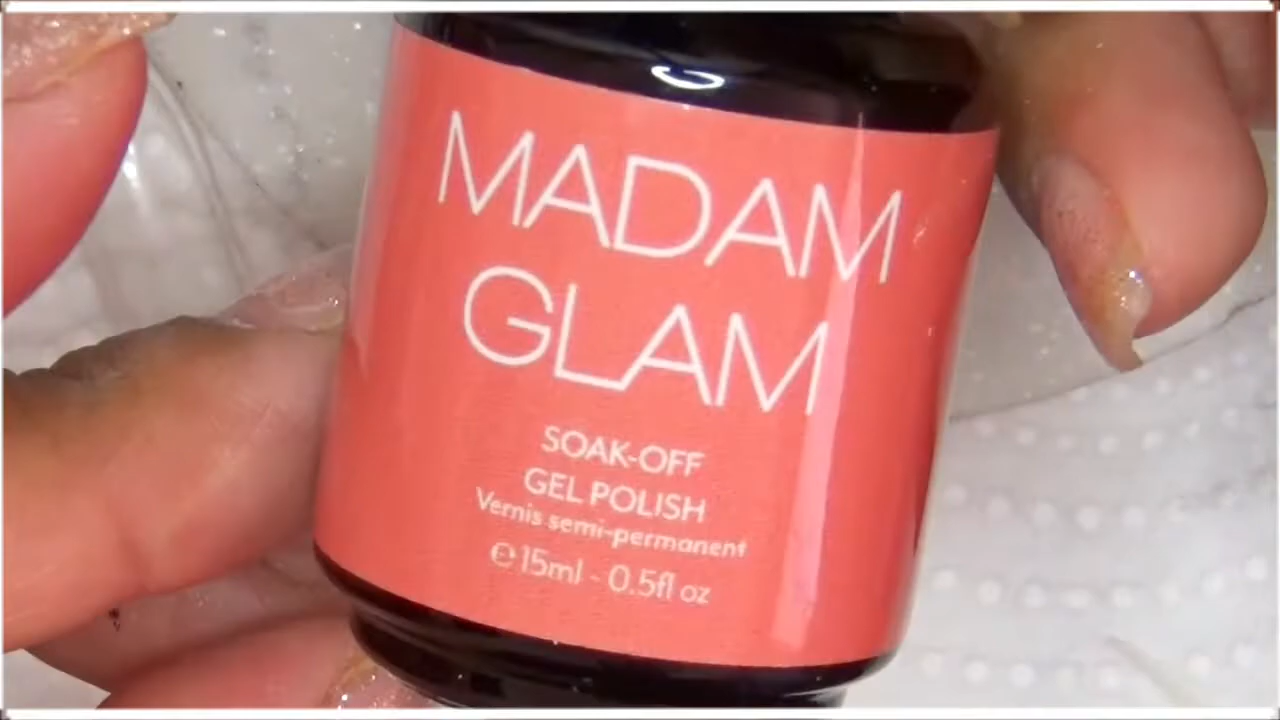 MADAM
GLAM
SOAK-OFF
GEL POLISH
Vernis semi-permanent
℮ 15ml - 0.5fl oz